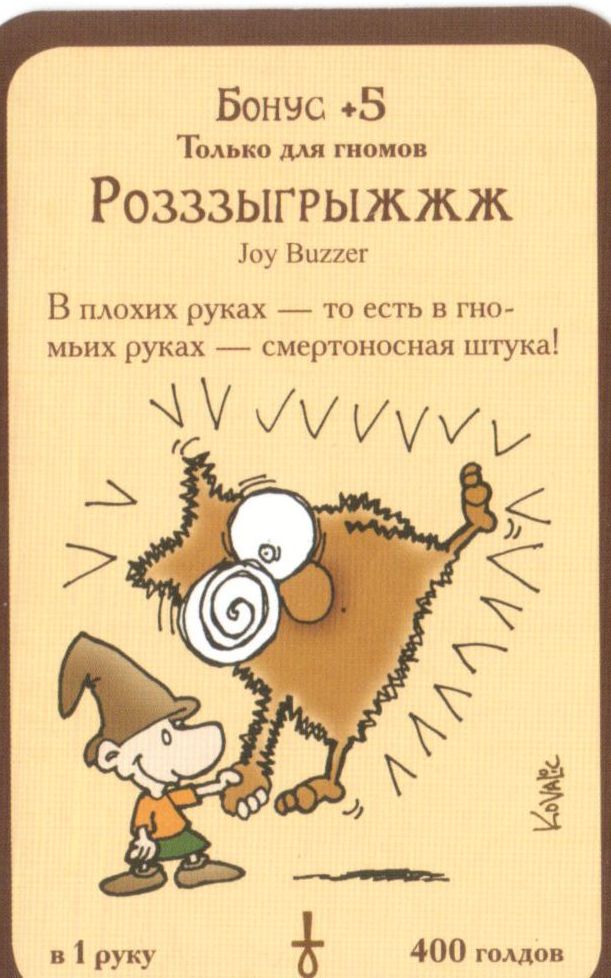 Бонус +5
Только для гномов
Розззыгрыжжж
Joy Buzzer
В плохих руках — то есть в гно-
мьих руках — смертоносная штука!
KOVALIC
в 1 руку
400 голдов